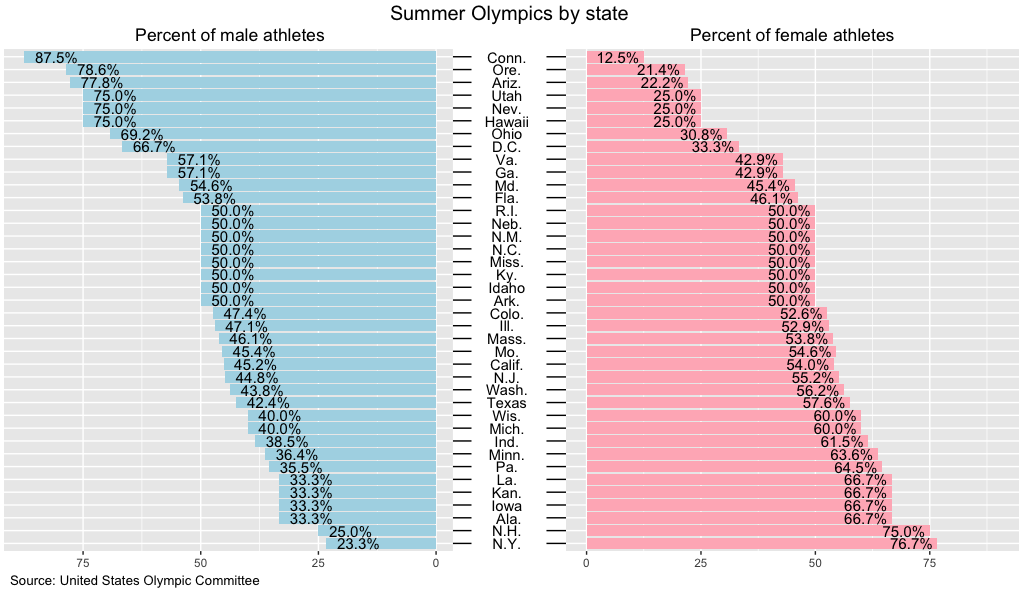 Summer Olympics by state
Percent of male athletes Percent of female athletes
87.5% Conn. 12.5%
78.6% Ore. 21.4%
77.8% Ariz. 22.2%
75.0% Utah 25.0%
75.0% Nev. 25.0%
75.0% Hawaii 25.0%
69.2% Ohio 30.8%
66.7% D.C. 33.3%
57.1% Va. 42.9%
57.1% Ga. 42.9%
54.6% Md. 45.4%
53.8% Fla. 46.1%
50.0% R.I. 50.0%
50.0% Neb. 50.0%
50.0% N.M. 50.0%
50.0% N.C. 50.0%
50.0% Miss. 50.0%
50.0% Ky. 50.0%
50.0% Idaho 50.0%
50.0% Ark. 50.0%
47.4% Colo. 52.6%
47.1% Ill. 52.9%
46.1% Mass. 53.8%
45.4% Mo. 54.6%
45.2% Calif. 54.0%
44.8% N.J. 55.2%
43.8% Wash. 56.2%
42.4% Texas 57.6%
40.0% Wis. 60.0%
40.0% Mich. 60.0%
38.5% Ind. 61.5%
36.4% Minn. 63.6%
35.5% Pa. 64.5%
33.3% La. 66.7%
33.3% Kan. 66.7%
33.3% Iowa 66.7%
33.3% Ala. 66.7%
25.0% N.H. 75.0%
23.3% N.Y. 76.7%
75 50 25 0 0 25 50 75
Source: United States Olympic Committee